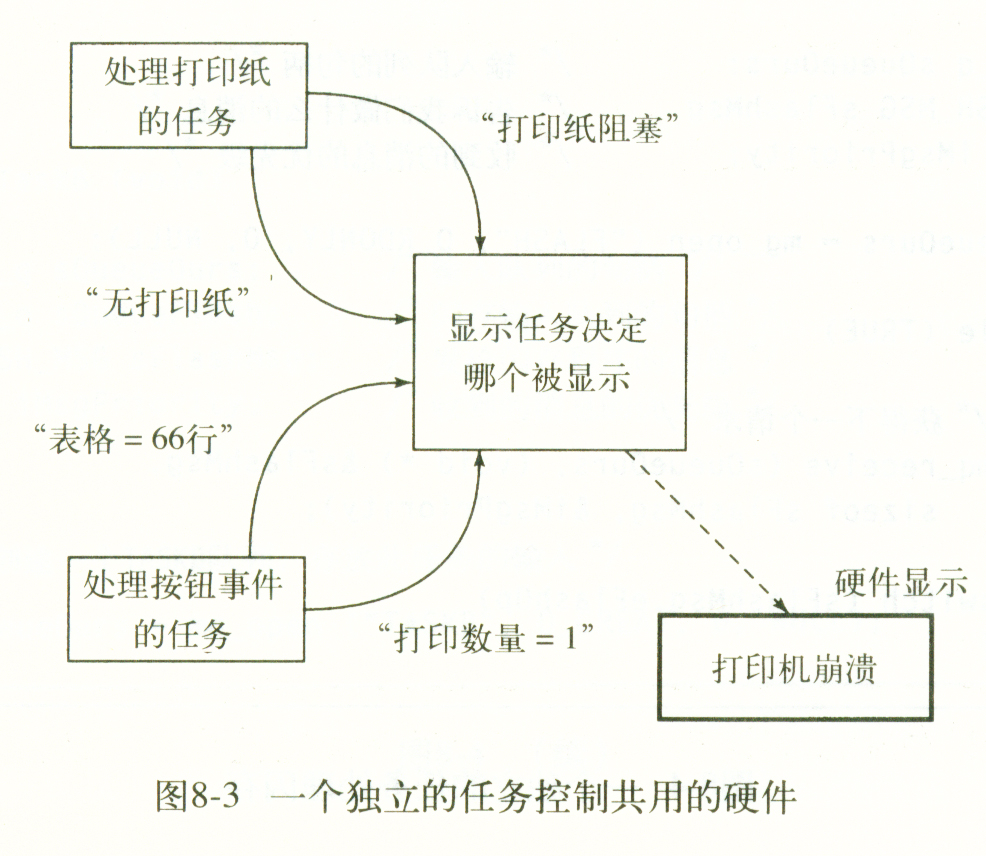 处理打印纸
的任务
“打印纸阻塞”
“无打印纸”
显示任务决定
哪个被显示
“表格 = 66行”
处理按钮事件
的任务
“打印数量 = 1”
硬件显示
打印机崩溃
图8-3 一个独立的任务控制共用的硬件